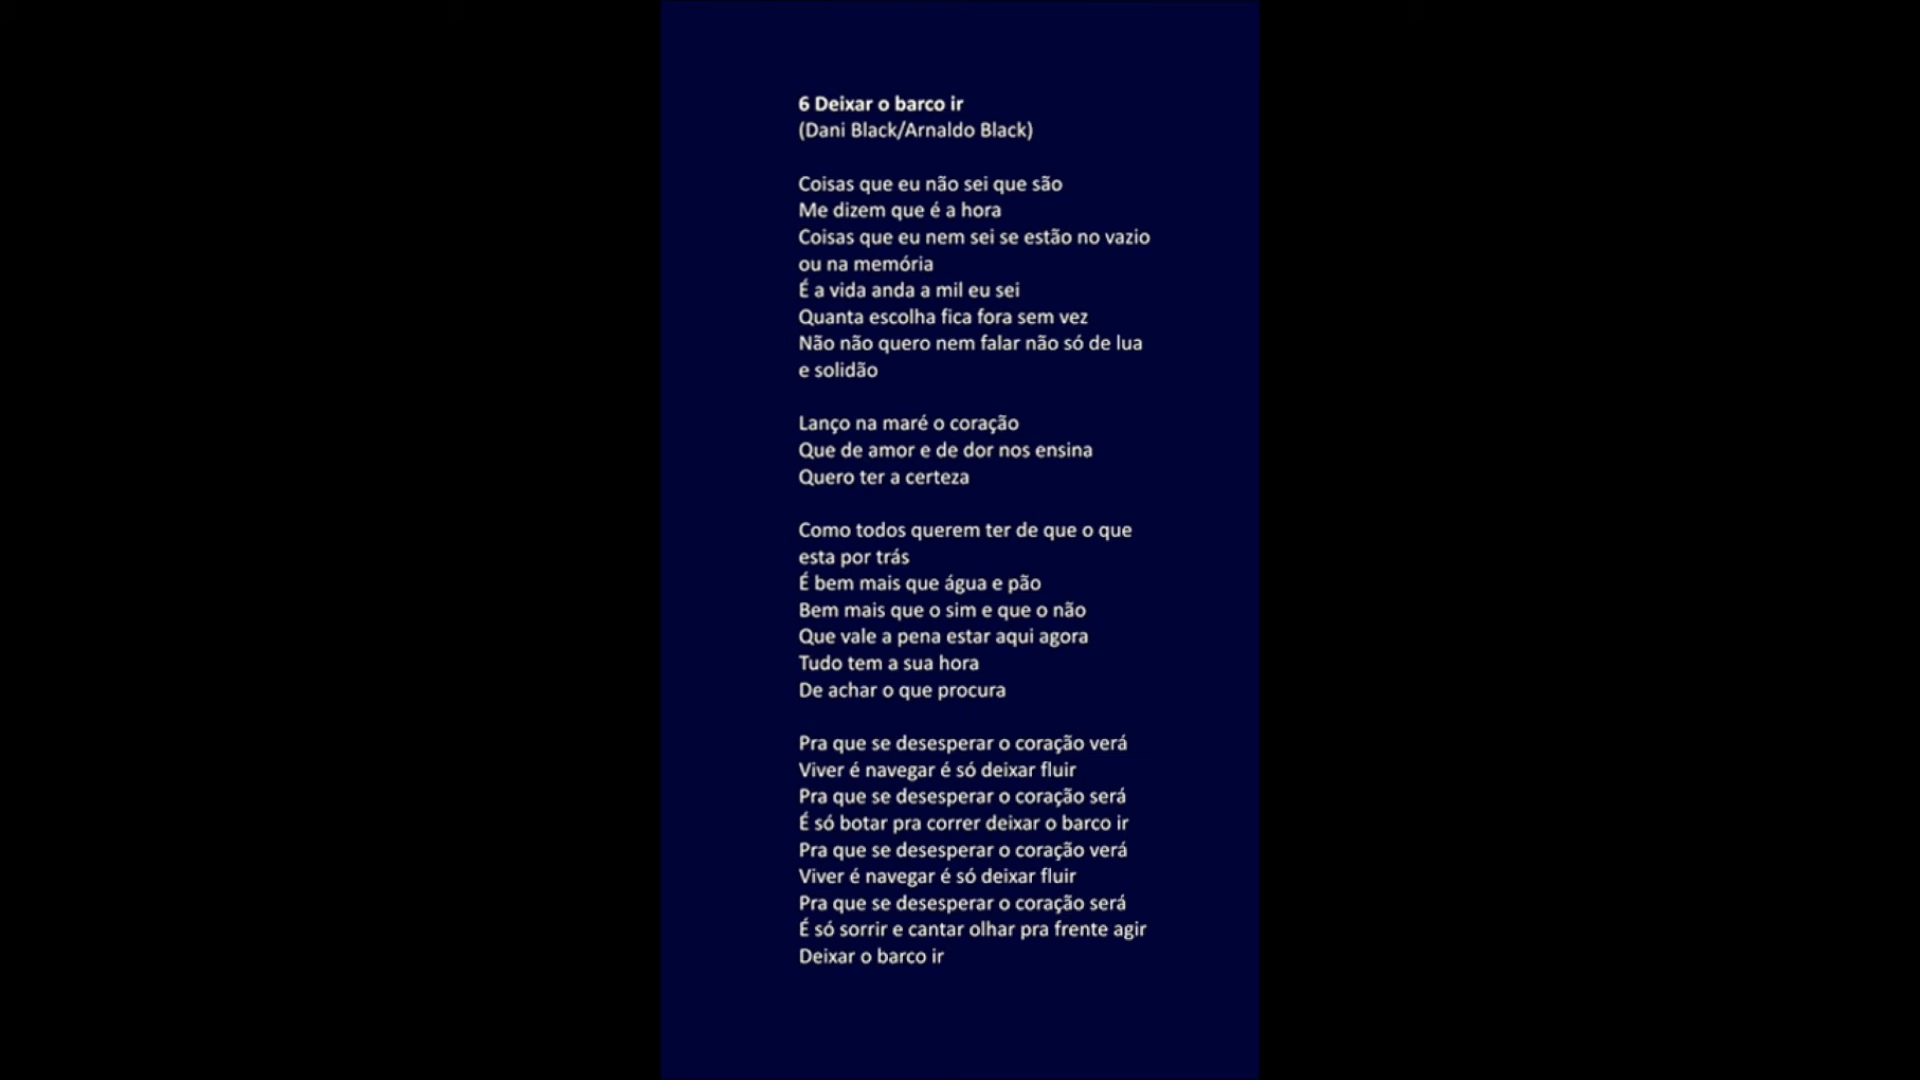 6 Deixar o barco ir
(Dani Black/Arnaldo Black)
Coisas que eu não sei que são
Me dizem que é a hora
Coisas que eu nem sei se estão no vazio
ou na memória
É a vida anda a mil eu sei
Quanta escolha fica fora sem vez
Não não quero nem falar não só de lua
e solidão
Lanço na maré o coração
Que de amor e de dor nos ensina
Quero ter a certeza
Como todos querem ter de que o que
esta por trás
É bem mais que água e pão
Bem mais que o sim e que o não
Que vale a pena estar aqui agora
Tudo tem a sua hora
De achar o que procura
Pra que se desesperar o coração verá
Viver é navegar é só deixar fluir
Pra que se desesperar o coração será
É só botar pra correr deixar o barco ir
Pra que se desesperar o coração verá
Viver é navegar é só deixar fluir
Pra que se desesperar o coração será
É só sorrir e cantar olhar pra frente agir
Deixar o barco ir